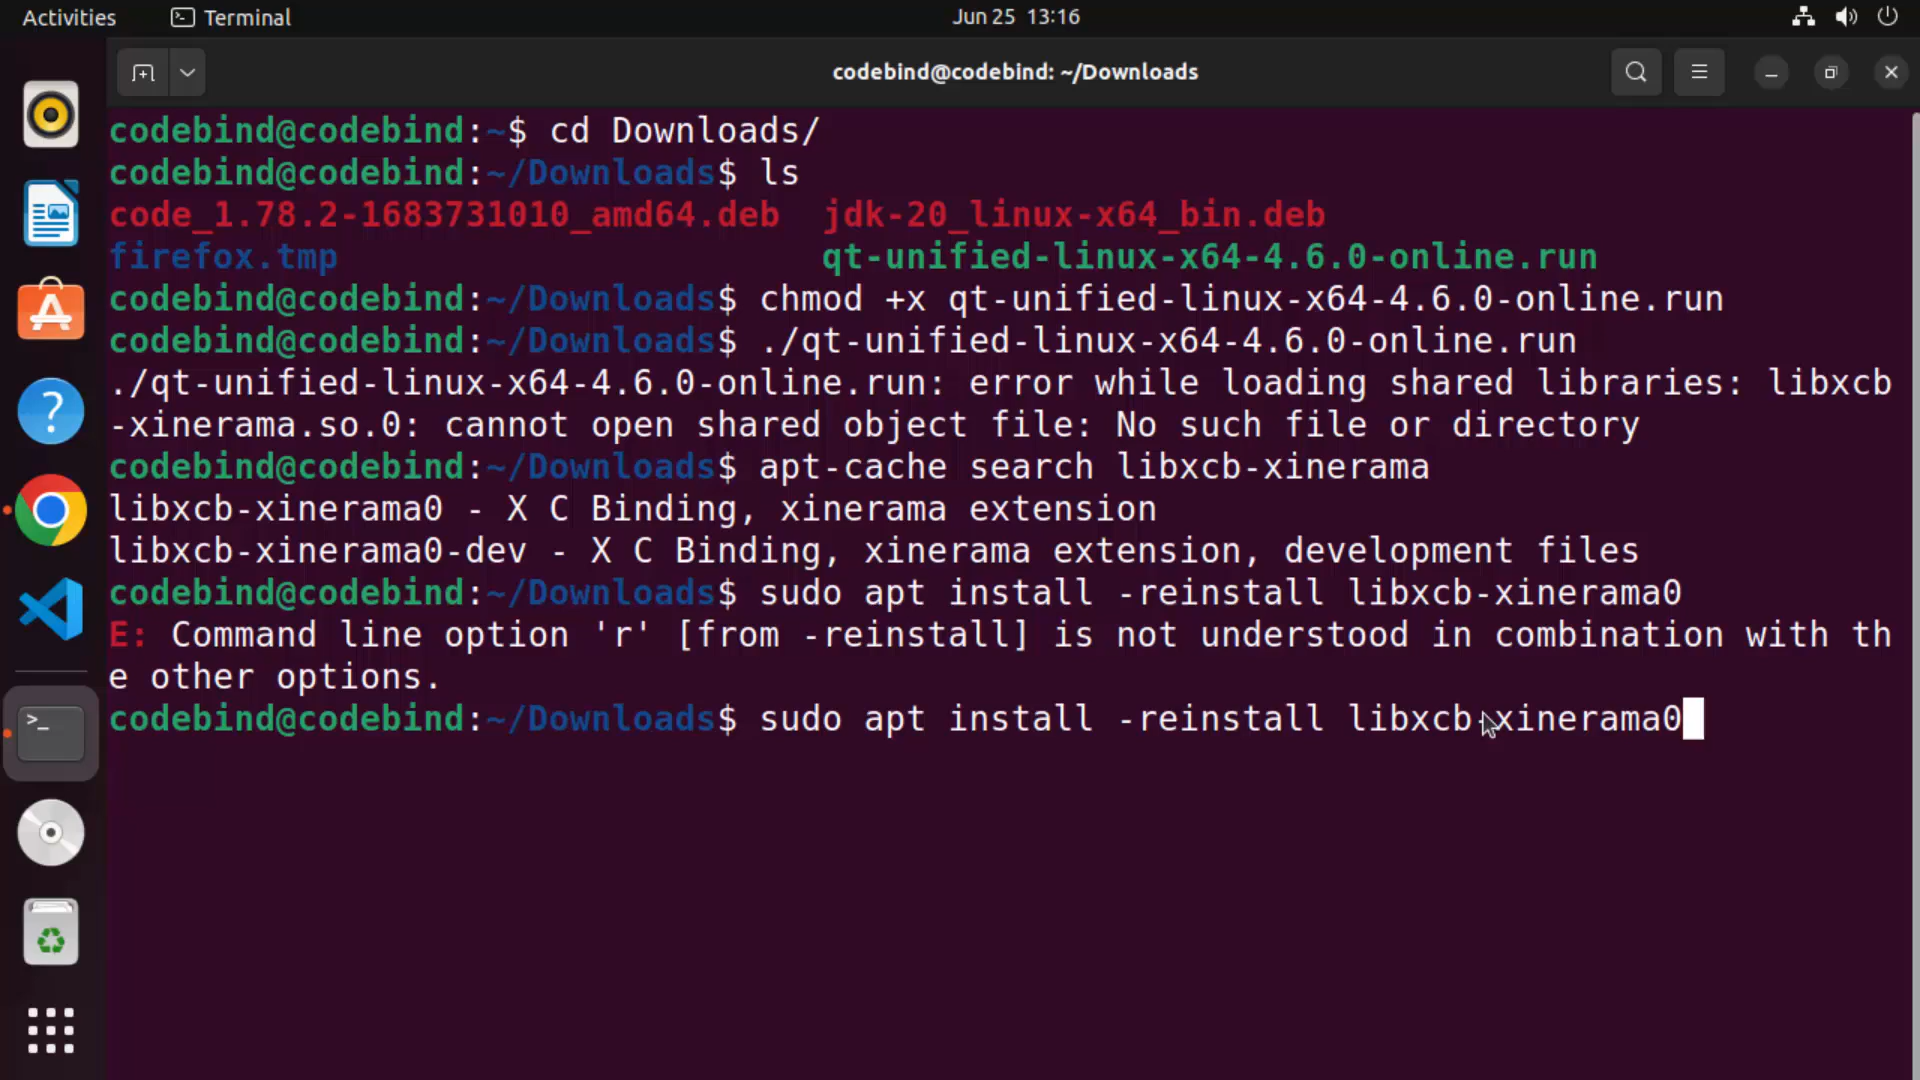 Activities Terminal Jun 25 13:16
codebind@codebind: ~/Downloads
codebind@codebind:~$ cd Downloads/
codebind@codebind:~/Downloads$ ls
code_1.78.2-1683731010_amd64.deb jdk-20_linux-x64_bin.deb
firefox.tmp qt-unified-linux-x64-4.6.0-online.run
codebind@codebind:~/Downloads$ chmod +x qt-unified-linux-x64-4.6.0-online.run
codebind@codebind:~/Downloads$ ./qt-unified-linux-x64-4.6.0-online.run
./qt-unified-linux-x64-4.6.0-online.run: error while loading shared libraries: libxcb
-xinerama.so.0: cannot open shared object file: No such file or directory
codebind@codebind:~/Downloads$ apt-cache search libxcb-xinerama
libxcb-xinerama0 - X C Binding, xinerama extension
libxcb-xinerama0-dev - X C Binding, xinerama extension, development files
codebind@codebind:~/Downloads$ sudo apt install -reinstall libxcb-xinerama0
E: Command line option 'r' [from -reinstall] is not understood in combination with th
e other options.
codebind@codebind:~/Downloads$ sudo apt install -reinstall libxcb-xinerama0